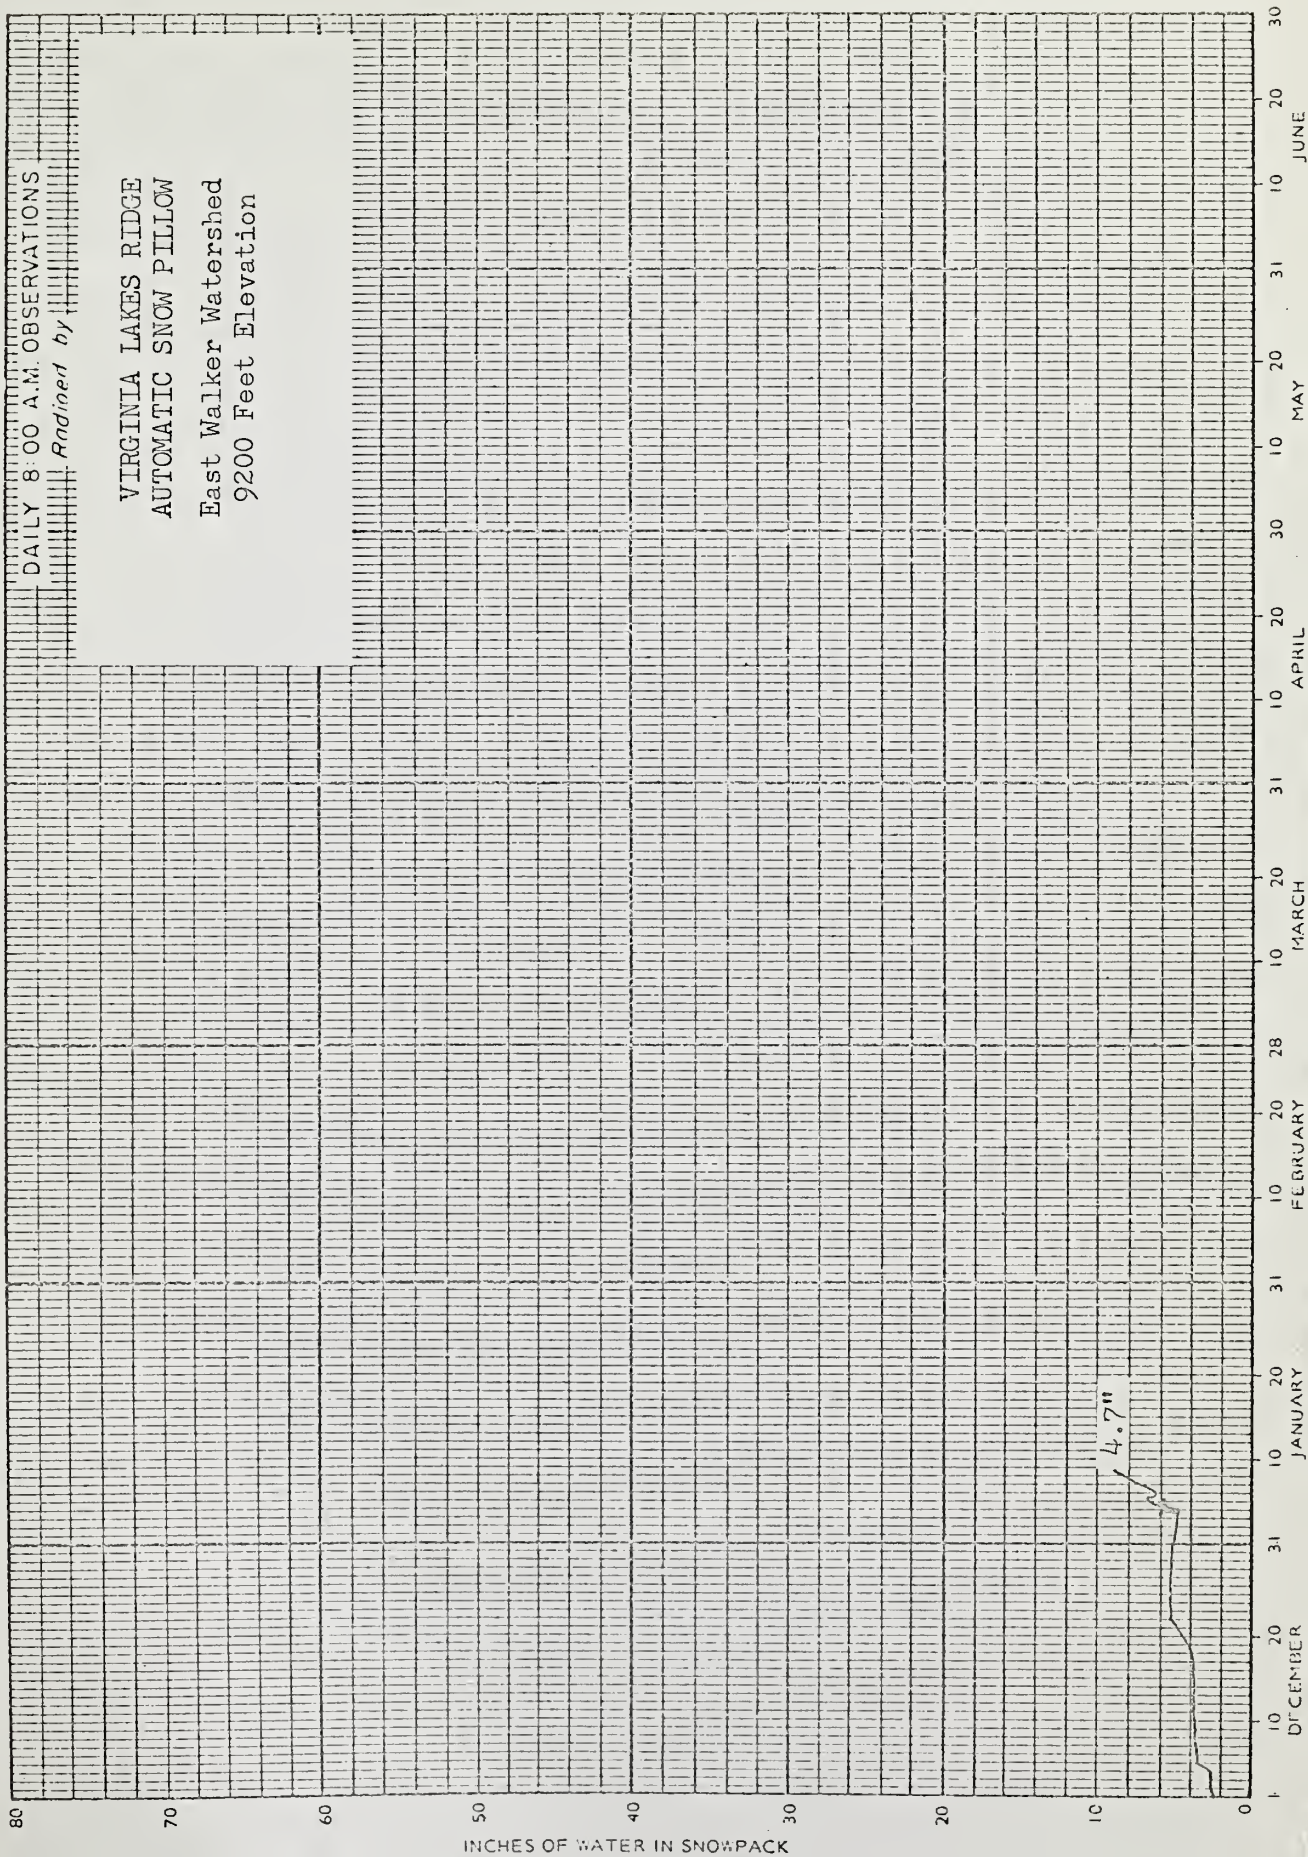 DAILY 8:00 A.M. OBSERVATIONS
Radioed by
VIRGINIA LAKES RIDGE
AUTOMATIC SNOW PILLOW
East Walker Watershed
9200 Feet Elevation
INCHES OF WATER IN SNOWPACK
80
70
60
50
40
30
20
10
0
4.7"
1 10 20 31 10 20 31 10 20 28 10 20 31 10 20 30 10 20 31 10 20 30
DECEMBER JANUARY FEBRUARY MARCH APRIL MAY JUNE